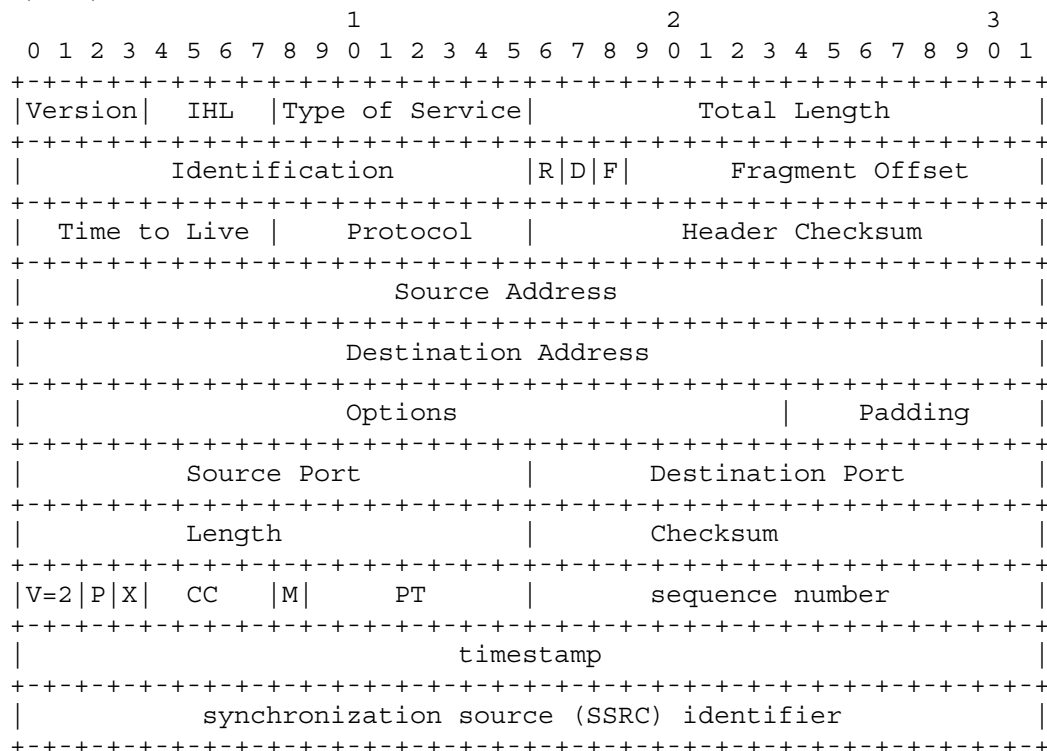 1 2 3
0 1 2 3 4 5 6 7 8 9 0 1 2 3 4 5 6 7 8 9 0 1 2 3 4 5 6 7 8 9 0 1
+-+-+-+-+-+-+-+-+-+-+-+-+-+-+-+-+-+-+-+-+-+-+-+-+-+-+-+-+-+-+-+-+
|Version| IHL |Type of Service| Total Length |
+-+-+-+-+-+-+-+-+-+-+-+-+-+-+-+-+-+-+-+-+-+-+-+-+-+-+-+-+-+-+-+-+
| Identification |R|D|F| Fragment Offset |
+-+-+-+-+-+-+-+-+-+-+-+-+-+-+-+-+-+-+-+-+-+-+-+-+-+-+-+-+-+-+-+-+
| Time to Live | Protocol | Header Checksum |
+-+-+-+-+-+-+-+-+-+-+-+-+-+-+-+-+-+-+-+-+-+-+-+-+-+-+-+-+-+-+-+-+
| Source Address |
+-+-+-+-+-+-+-+-+-+-+-+-+-+-+-+-+-+-+-+-+-+-+-+-+-+-+-+-+-+-+-+-+
| Destination Address |
+-+-+-+-+-+-+-+-+-+-+-+-+-+-+-+-+-+-+-+-+-+-+-+-+-+-+-+-+-+-+-+-+
| Options | Padding |
+-+-+-+-+-+-+-+-+-+-+-+-+-+-+-+-+-+-+-+-+-+-+-+-+-+-+-+-+-+-+-+-+
| Source Port | Destination Port |
+-+-+-+-+-+-+-+-+-+-+-+-+-+-+-+-+-+-+-+-+-+-+-+-+-+-+-+-+-+-+-+-+
| Length | Checksum |
+-+-+-+-+-+-+-+-+-+-+-+-+-+-+-+-+-+-+-+-+-+-+-+-+-+-+-+-+-+-+-+-+
|V=2|P|X| CC |M| PT | sequence number |
+-+-+-+-+-+-+-+-+-+-+-+-+-+-+-+-+-+-+-+-+-+-+-+-+-+-+-+-+-+-+-+-+
| timestamp |
+-+-+-+-+-+-+-+-+-+-+-+-+-+-+-+-+-+-+-+-+-+-+-+-+-+-+-+-+-+-+-+-+
| synchronization source (SSRC) identifier |
+-+-+-+-+-+-+-+-+-+-+-+-+-+-+-+-+-+-+-+-+-+-+-+-+-+-+-+-+-+-+-+-+